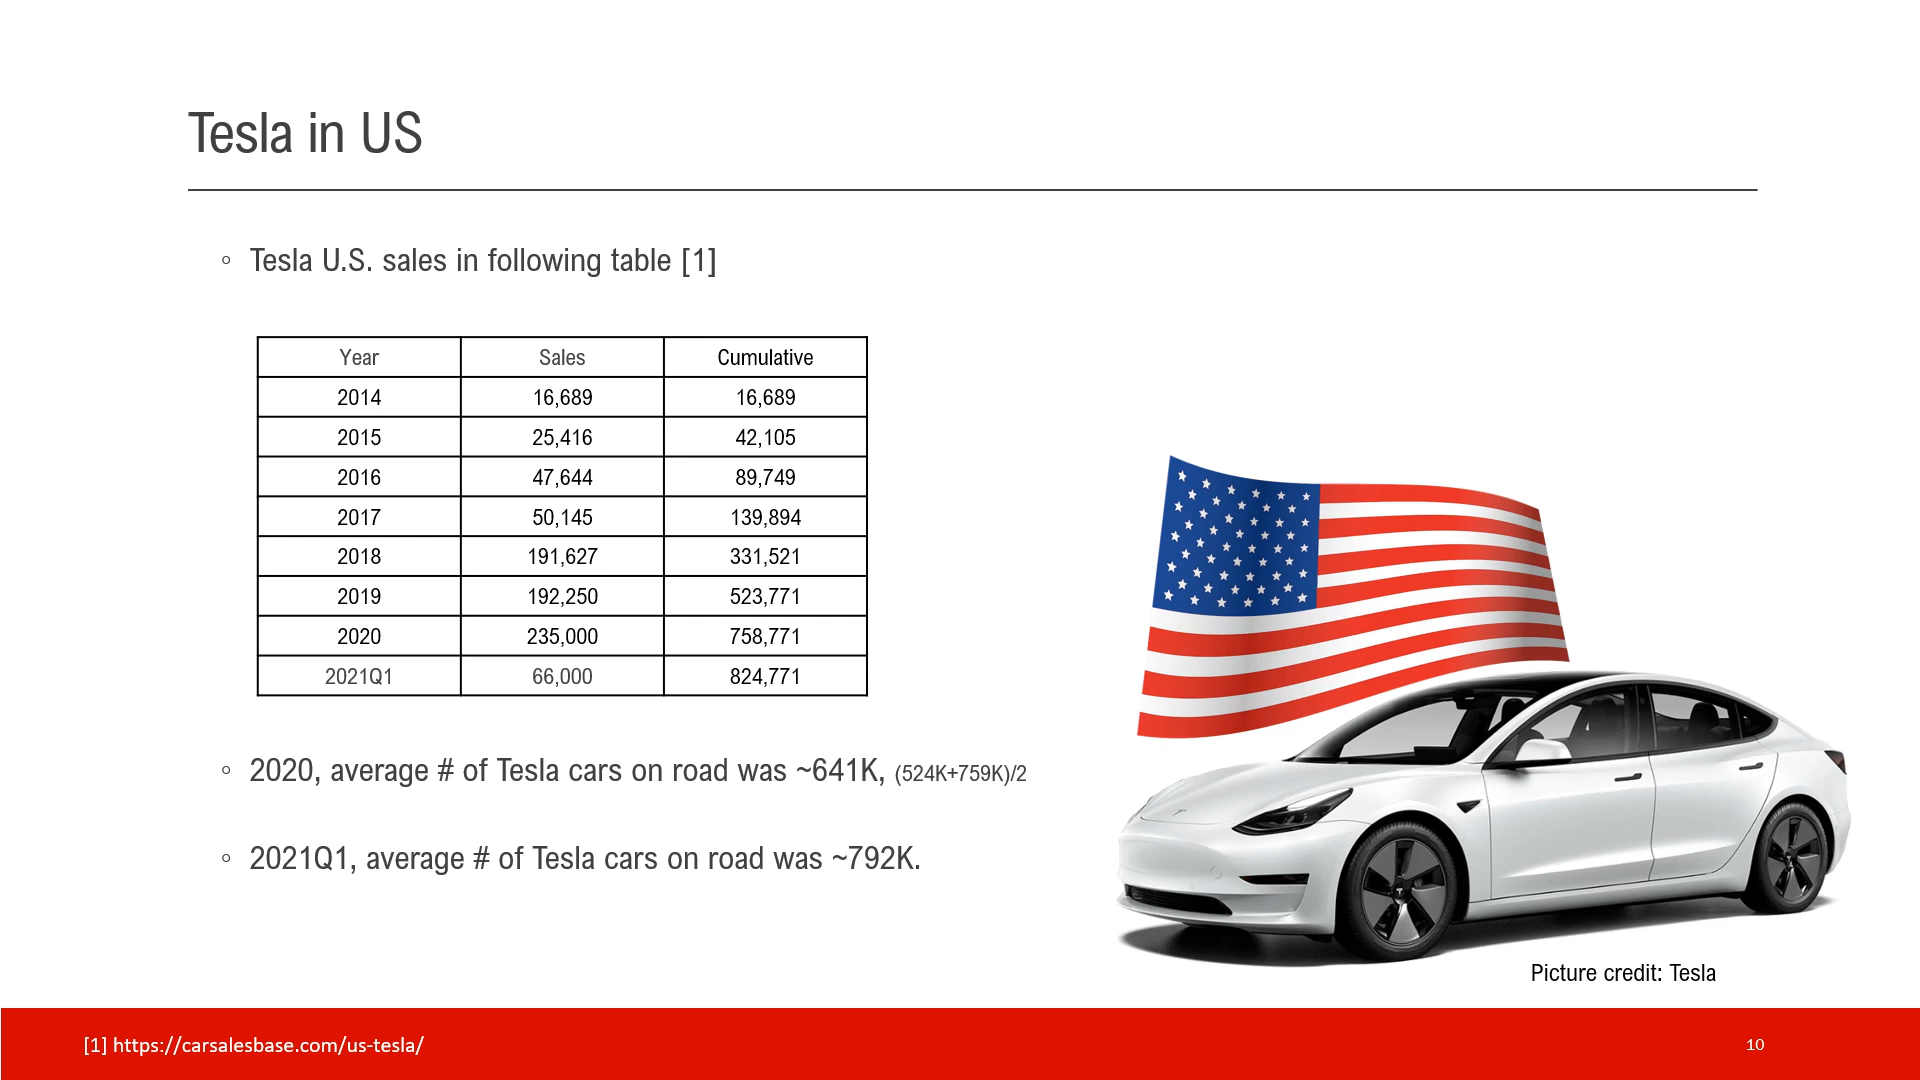 Tesla in US
◦ Tesla U.S. sales in following table [1]
Year Sales Cumulative
2014 16,689 16,689
2015 25,416 42,105
2016 47,644 89,749
2017 50,145 139,894
2018 191,627 331,521
2019 192,250 523,771
2020 235,000 758,771
2021Q1 66,000 824,771
◦ 2020, average # of Tesla cars on road was ~641K, (524K+759K)/2
◦ 2021Q1, average # of Tesla cars on road was ~792K.
Picture credit: Tesla
[1] https://carsalesbase.com/us-tesla/
10